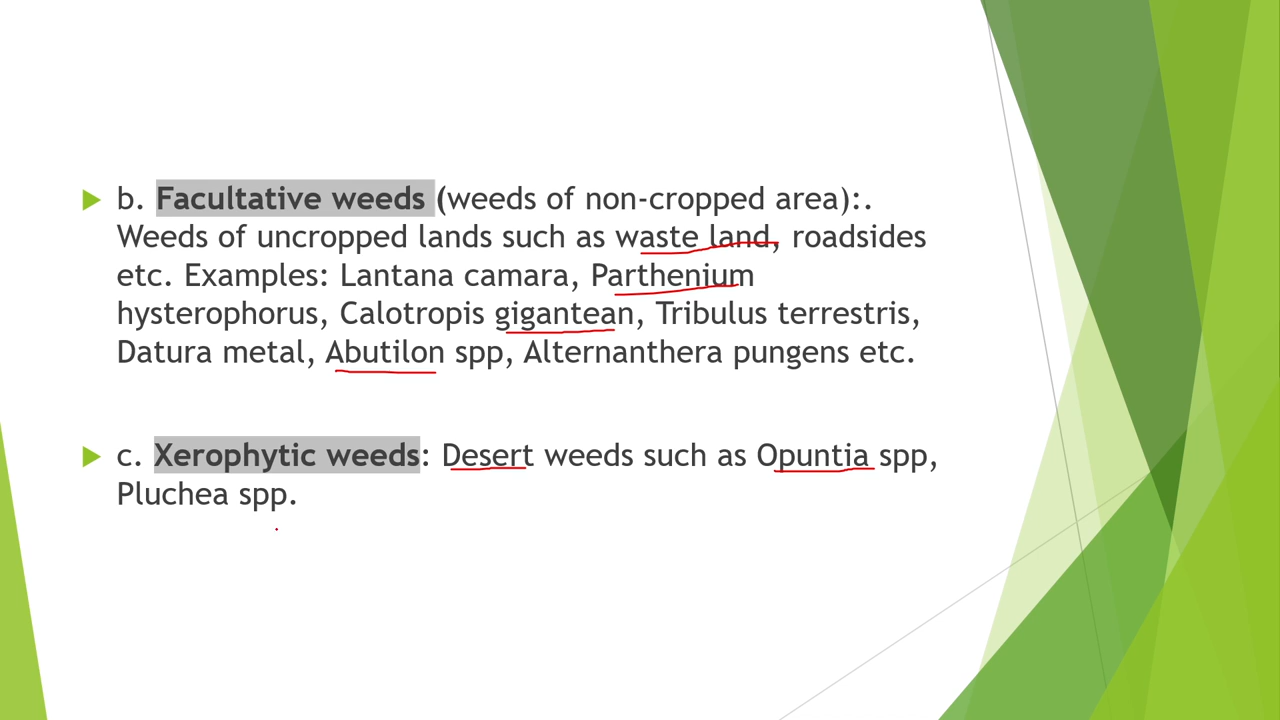 b. Facultative weeds (weeds of non-cropped area):.
Weeds of uncropped lands such as waste land, roadsides
etc. Examples: Lantana camara, Parthenium
hysterophorus, Calotropis gigantean, Tribulus terrestris,
Datura metal, Abutilon spp, Alternanthera pungens etc.
c. Xerophytic weeds: Desert weeds such as Opuntia spp,
Pluchea spp.